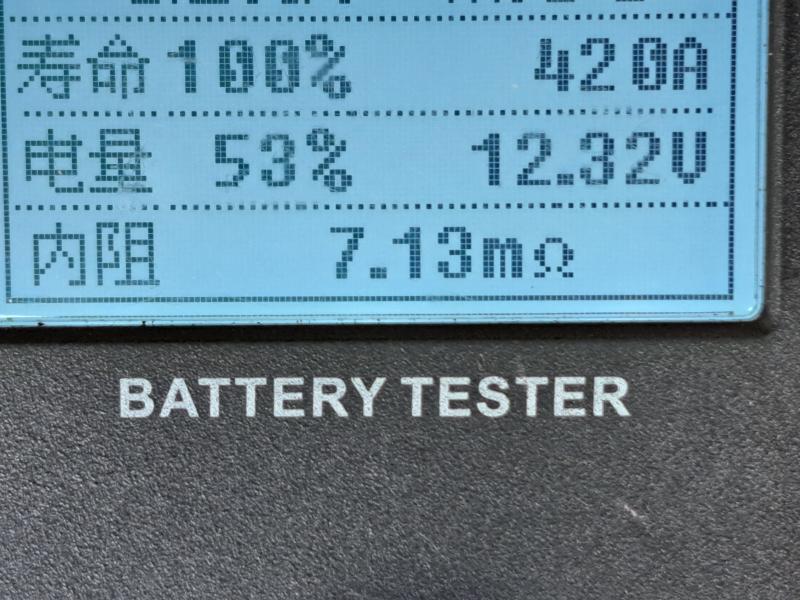 寿命 100% 420A
电量 53% 12.32V
内阻 7.13mΩ
BATTERY TESTER